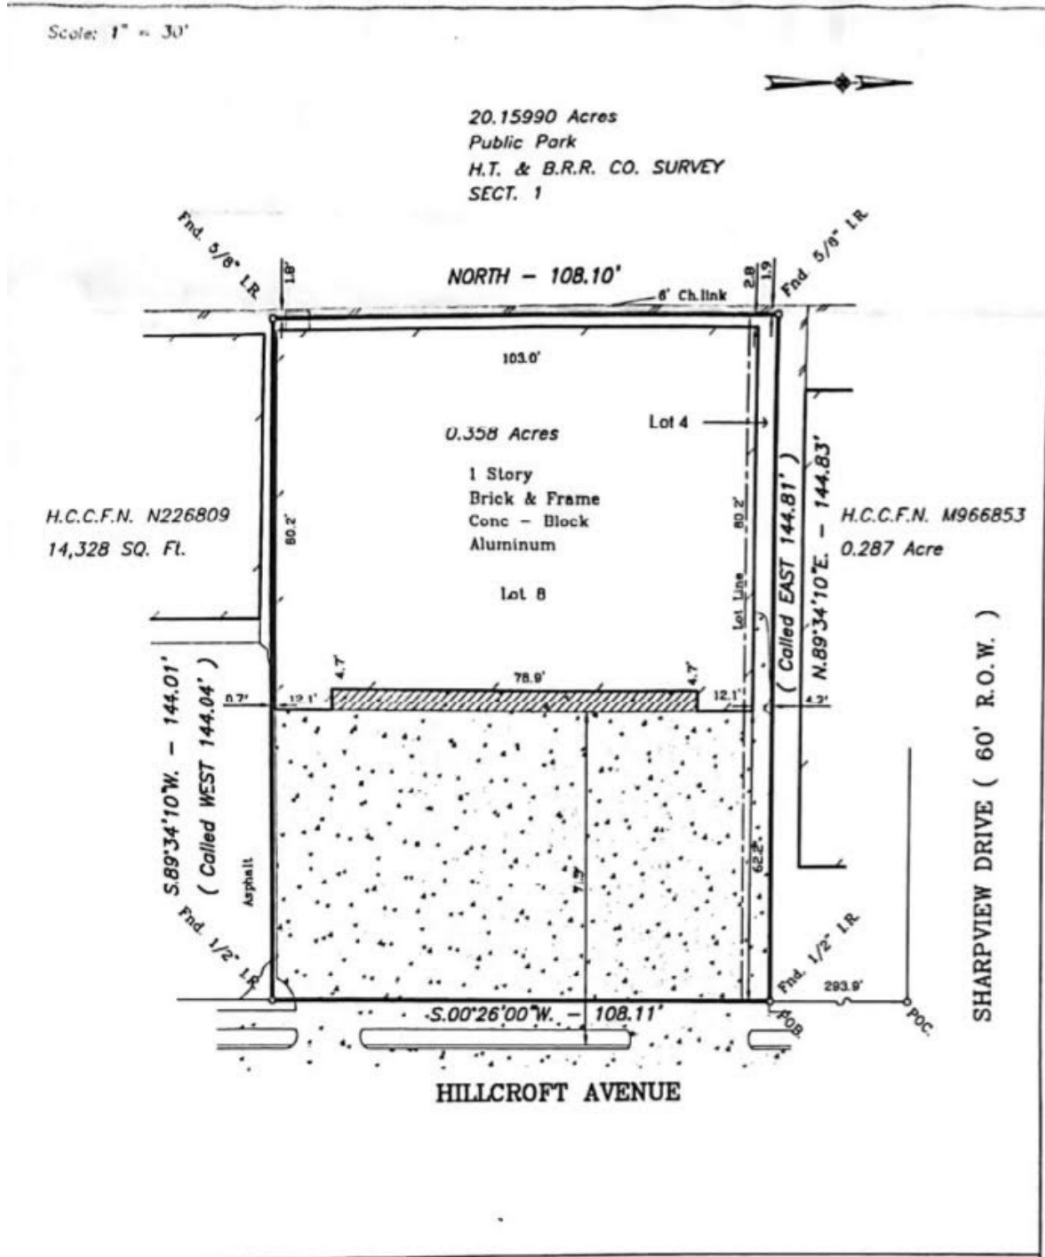 Scale: 1" = 30'
20.15990 Acres
Public Park
H.T. & B.R.R. CO. SURVEY
SECT. 1
Fnd. 5/8" I.R.
1.8'
NORTH - 108.10'
2.8
1.9
Fnd. 5/8" I.R.
6' Ch.link
103.0'
0.358 Acres
Lot 4
1 Story
Brick & Frame
Conc - Block
Aluminum
Lot 8
80.2'
80.2'
Lot Line
H.C.C.F.N. N226809
14,328 SQ. Ft.
( Called EAST 144.81' )
N.89°34'10"E. - 144.83'
H.C.C.F.N. M966853
0.287 Acre
S.89°34'10"W. - 144.01'
( Called WEST 144.04' )
0.7'
12.1'
4.7'
78.9'
4.7'
12.1'
62.2'
Asphalt
Fnd. 1/2" I.R.
Fnd. 1/2" I.R.
293.9'
S.00°26'00"W. - 108.11'
POB.
POC.
SHARPVIEW DRIVE ( 60' R.O.W. )
HILLCROFT AVENUE